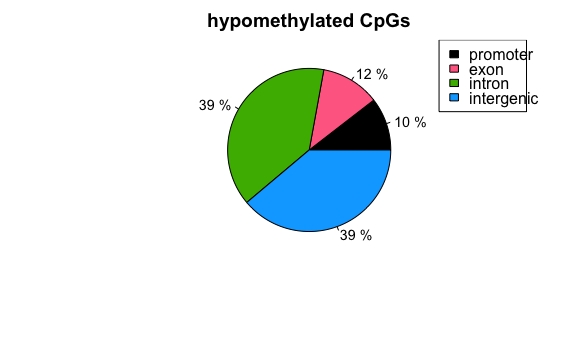 hypomethylated CpGs
promoter
exon
intron
intergenic
12 %
39 %
10 %
39 %